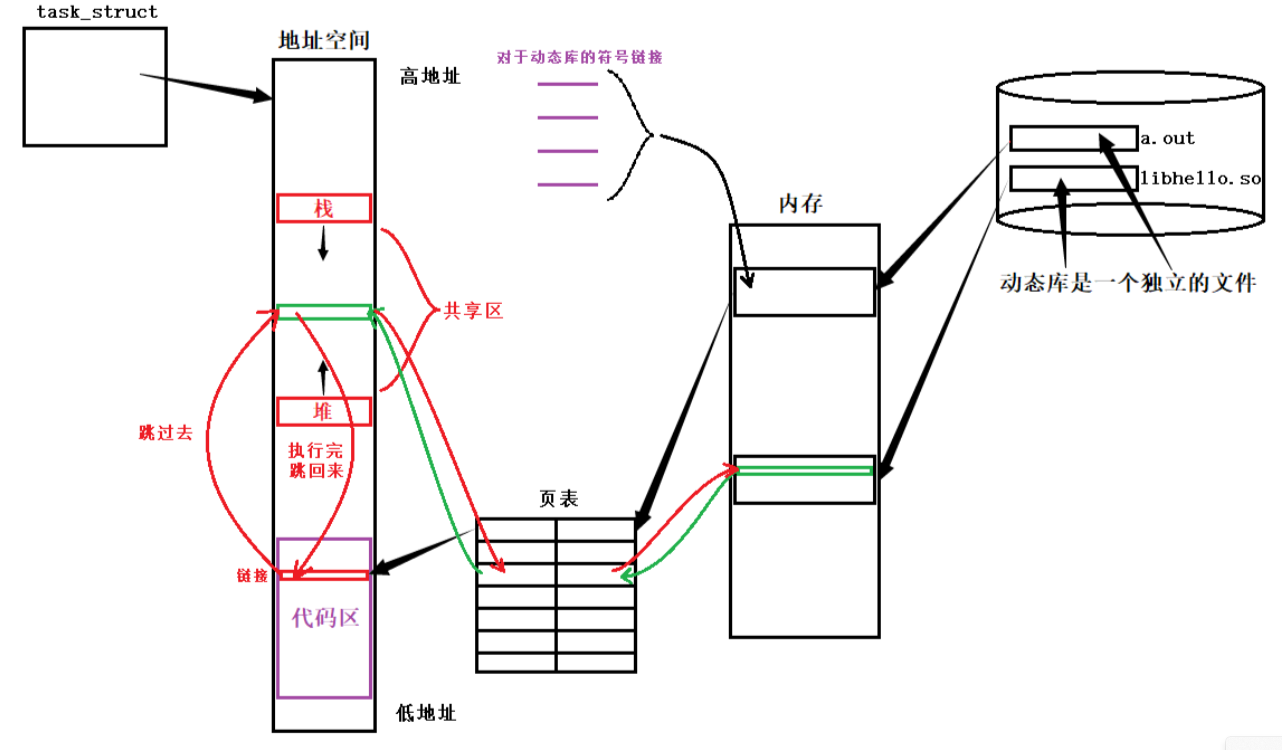 task_struct
地址空间
对于动态库的符号链接
高地址
a.out
libhello.so
栈
内存
动态库是一个独立的文件
共享区
堆
跳过去
执行完
跳回来
页表
链接
代码区
低地址